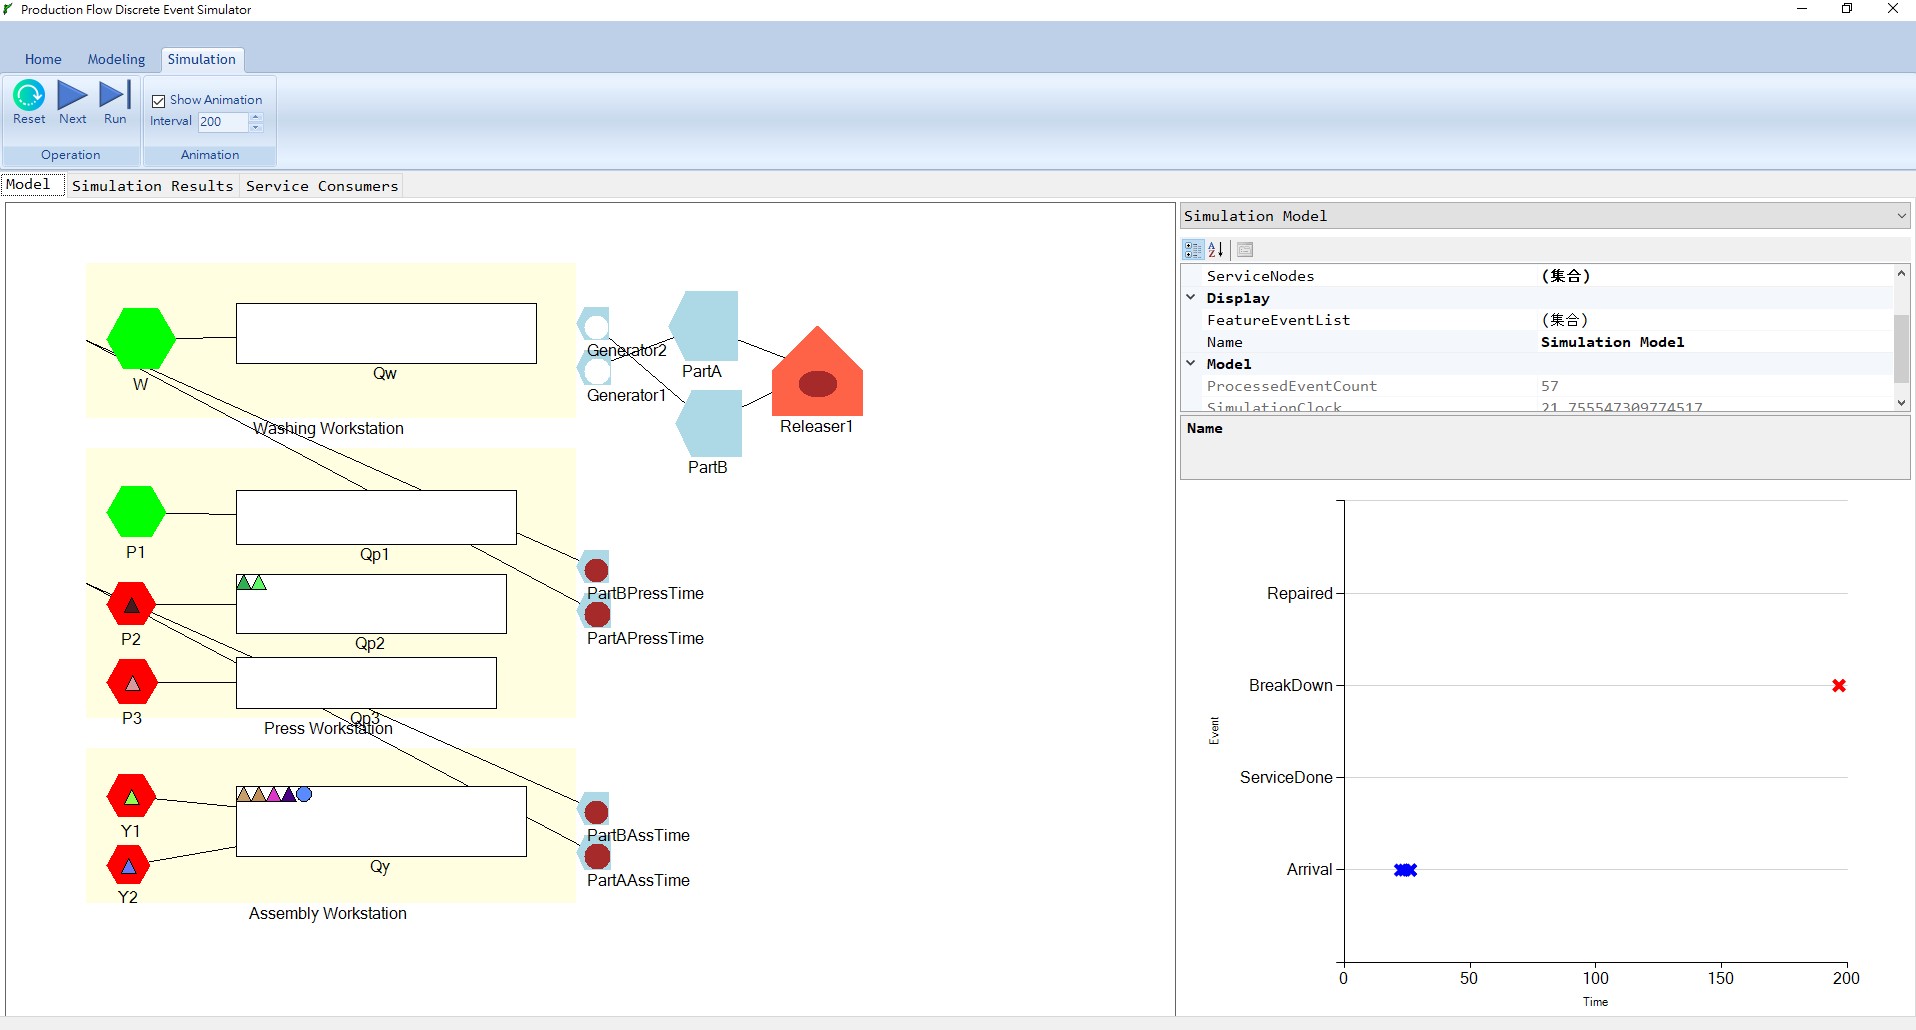 Production Flow Discrete Event Simulator
Home Modeling Simulation
Reset Next Run
Show Animation
Interval 200
Operation Animation
Model Simulation Results Service Consumers
Simulation Model
ServiceNodes (集合)
Display
FeatureEventList (集合)
Name Simulation Model
Model
ProcessedEventCount 57
SimulationClock 21.755547309774517
Name
W
Qw
Washing Workstation
Generator2
Generator1
PartA
PartB
Releaser1
P1
Qp1
P2
Qp2
P3
Qp3
Press Workstation
PartBPressTime
PartAPressTime
Y1
Y2
Qy
Assembly Workstation
PartBAssTime
PartAAssTime
Repaired
BreakDown
ServiceDone
Arrival
Event
0 50 100 150 200
Time